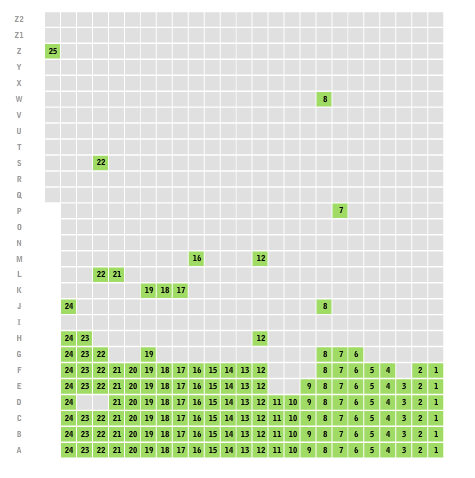 Z2
Z1
Z 25
Y
X
W 8
V
U
T
S 22
R
Q
P 7
O
N
M 16 12
L 22 21
K 19 18 17
J 24 8
I
H 24 23 12
G 24 23 22 19 8 7 6
F 24 23 22 21 20 19 18 17 16 15 14 13 12 8 7 6 5 4 2 1
E 24 23 22 21 20 19 18 17 16 15 14 13 12 9 8 7 6 5 4 3 2 1
D 24 21 20 19 18 17 16 15 14 13 12 11 10 9 8 7 6 5 4 3 2 1
C 24 23 22 21 20 19 18 17 16 15 14 13 12 11 10 9 8 7 6 5 4 3 2 1
B 24 23 22 21 20 19 18 17 16 15 14 13 12 11 10 9 8 7 6 5 4 3 2 1
A 24 23 22 21 20 19 18 17 16 15 14 13 12 11 10 9 8 7 6 5 4 3 2 1